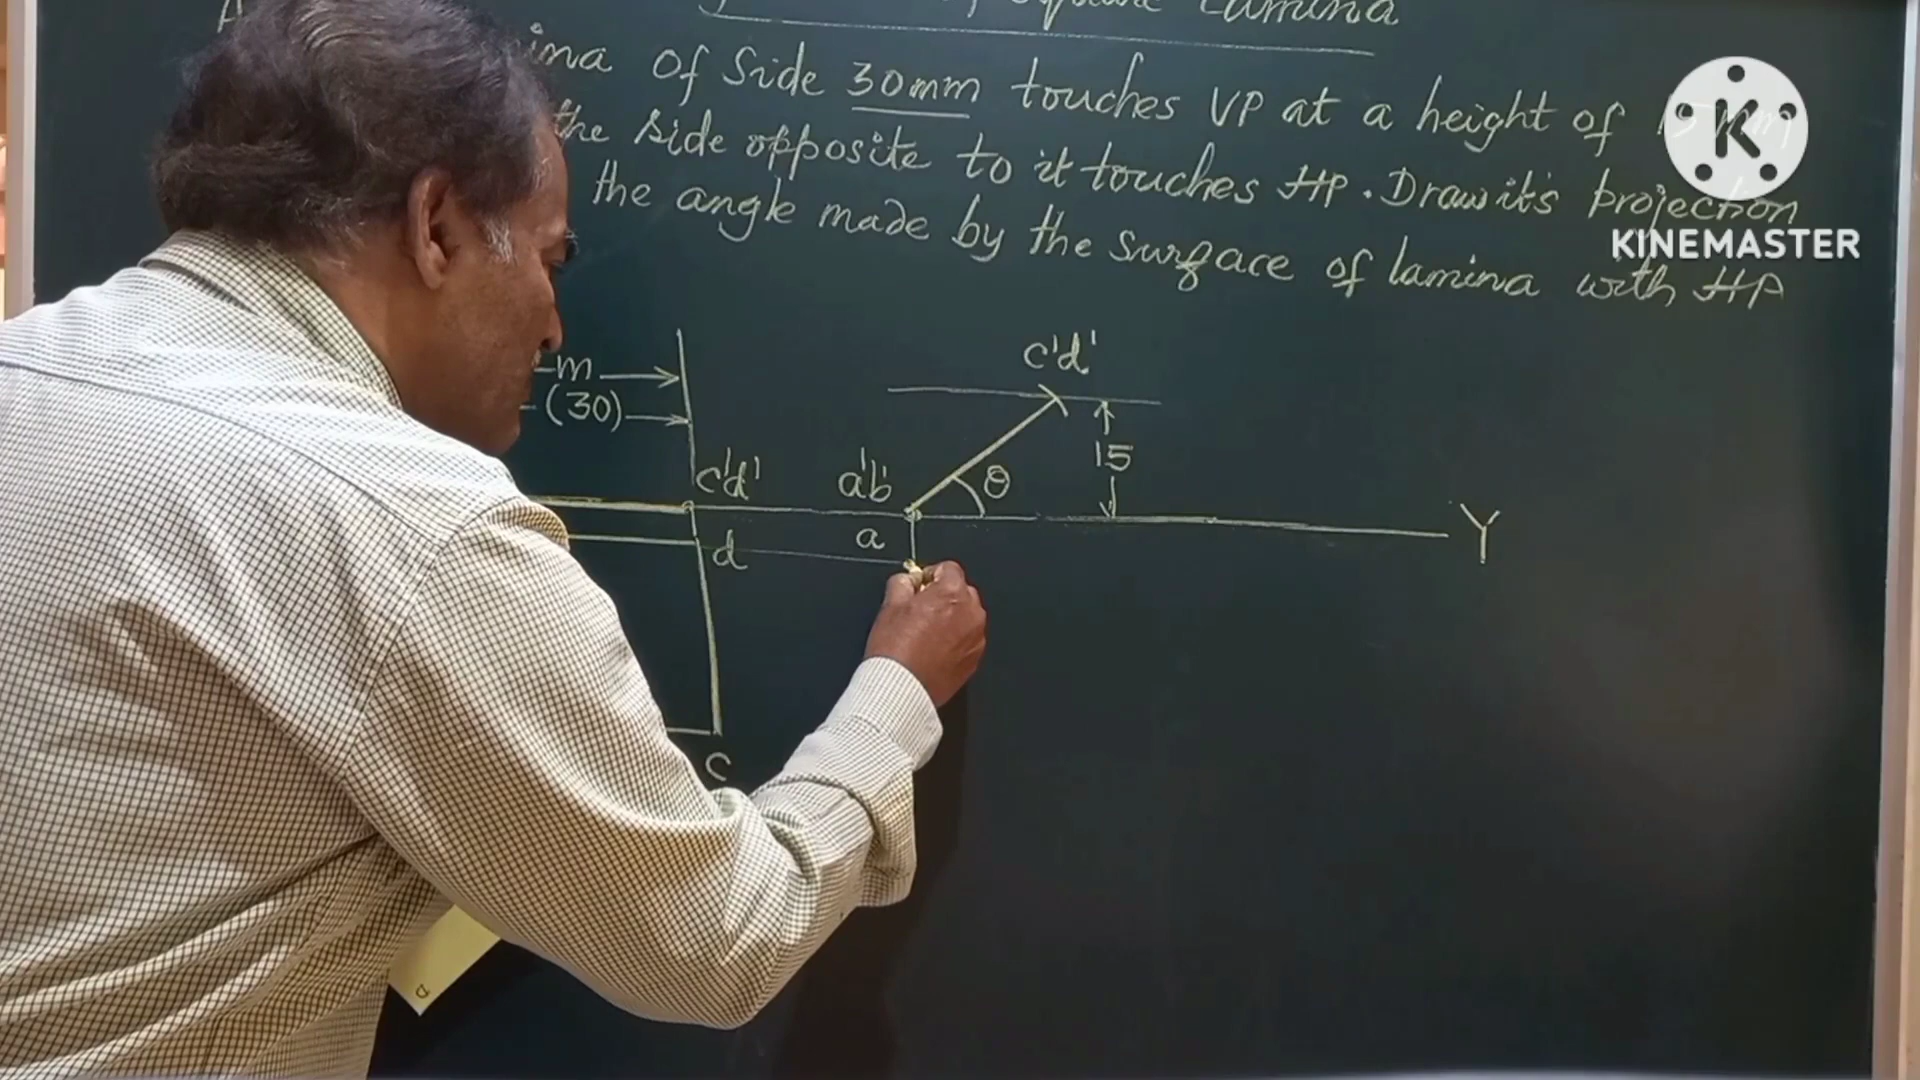 Square Lamina
of Side 30mm touches VP at a height of 15mm
the side opposite to it touches HP. Draw it's projection
the angle made by the surface of lamina with HP
K
KINEMASTER
c'd'
m
(30)
15
c'd'
a'b'
θ
Y
d
a
c